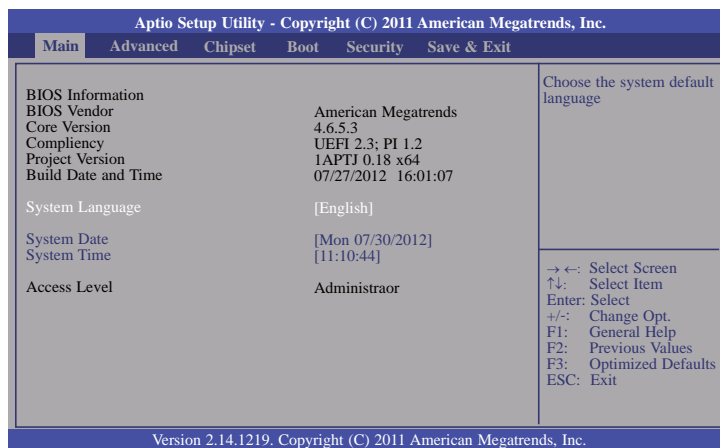 Aptio Setup Utility - Copyright (C) 2011 American Megatrends, Inc.
Main Advanced Chipset Boot Security Save & Exit
BIOS Information
BIOS Vendor American Megatrends
Core Version 4.6.5.3
Compliency UEFI 2.3; PI 1.2
Project Version 1APTJ 0.18 x64
Build Date and Time 07/27/2012 16:01:07
System Language [English]
System Date [Mon 07/30/2012]
System Time [11:10:44]
Access Level Administraor
Choose the system default
language
→ ←: Select Screen
↑↓: Select Item
Enter: Select
+/-: Change Opt.
F1: General Help
F2: Previous Values
F3: Optimized Defaults
ESC: Exit
Version 2.14.1219. Copyright (C) 2011 American Megatrends, Inc.